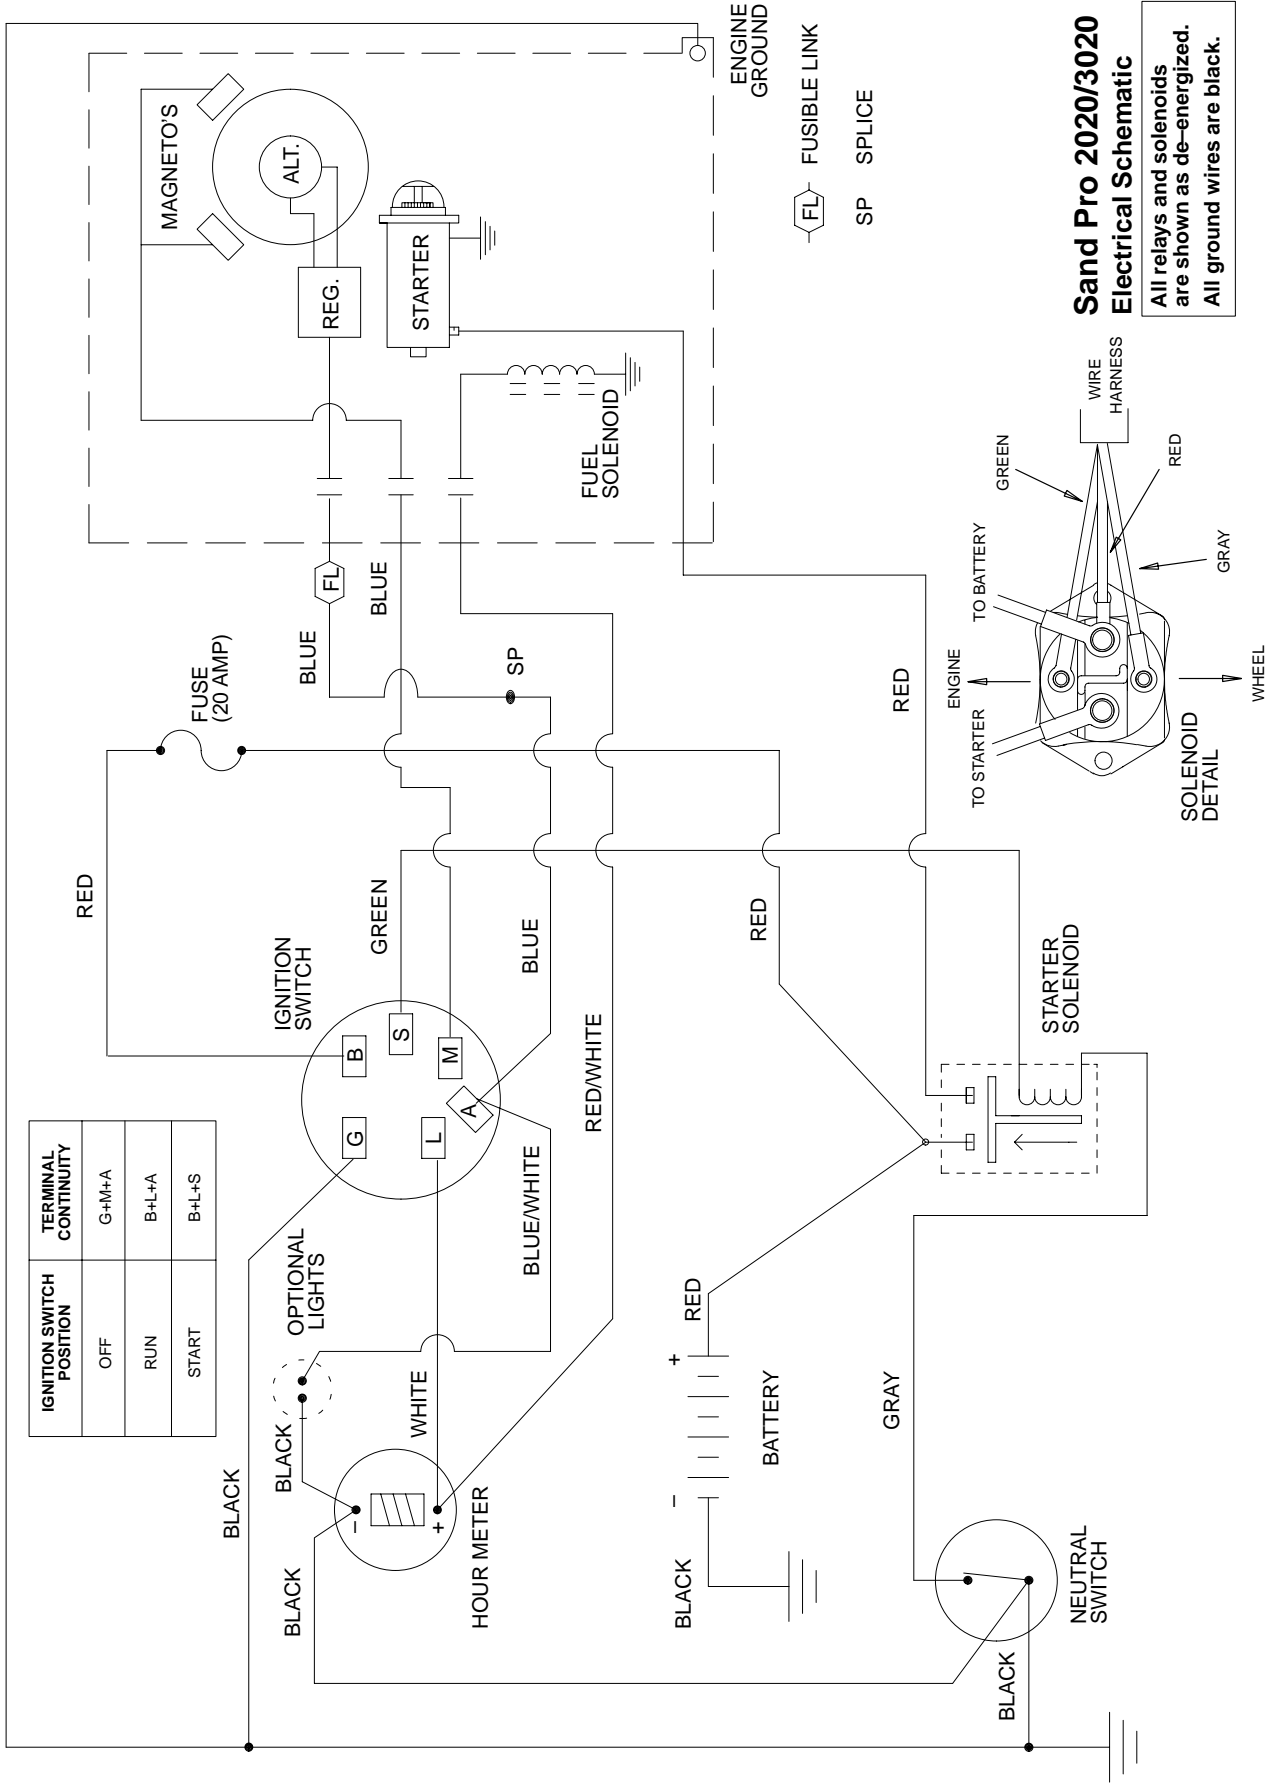 IGNITION SWITCH
POSITION
TERMINAL
CONTINUITY
OFF
G+M+A
RUN
B+L+A
START
B+L+S
BLACK
RED
BLACK
BLACK
OPTIONAL
LIGHTS
IGNITION
SWITCH
FUSE
(20 AMP)
MAGNETO'S
G
B
S
M
A
L
ALT.
REG.
FL
BLUE
BLUE
GREEN
WHITE
–
+
HOUR METER
STARTER
BLUE/WHITE
BLUE
SP
RED/WHITE
FUEL
SOLENOID
BLACK
–
+
RED
BATTERY
RED
ENGINE
GROUND
FL
FUSIBLE LINK
SP
SPLICE
GRAY
RED
BLACK
NEUTRAL
SWITCH
STARTER
SOLENOID
TO STARTER
ENGINE
TO BATTERY
GREEN
WIRE
HARNESS
RED
GRAY
WHEEL
SOLENOID
DETAIL
Sand Pro 2020/3020
Electrical Schematic
All relays and solenoids
are shown as de–energized.
All ground wires are black.